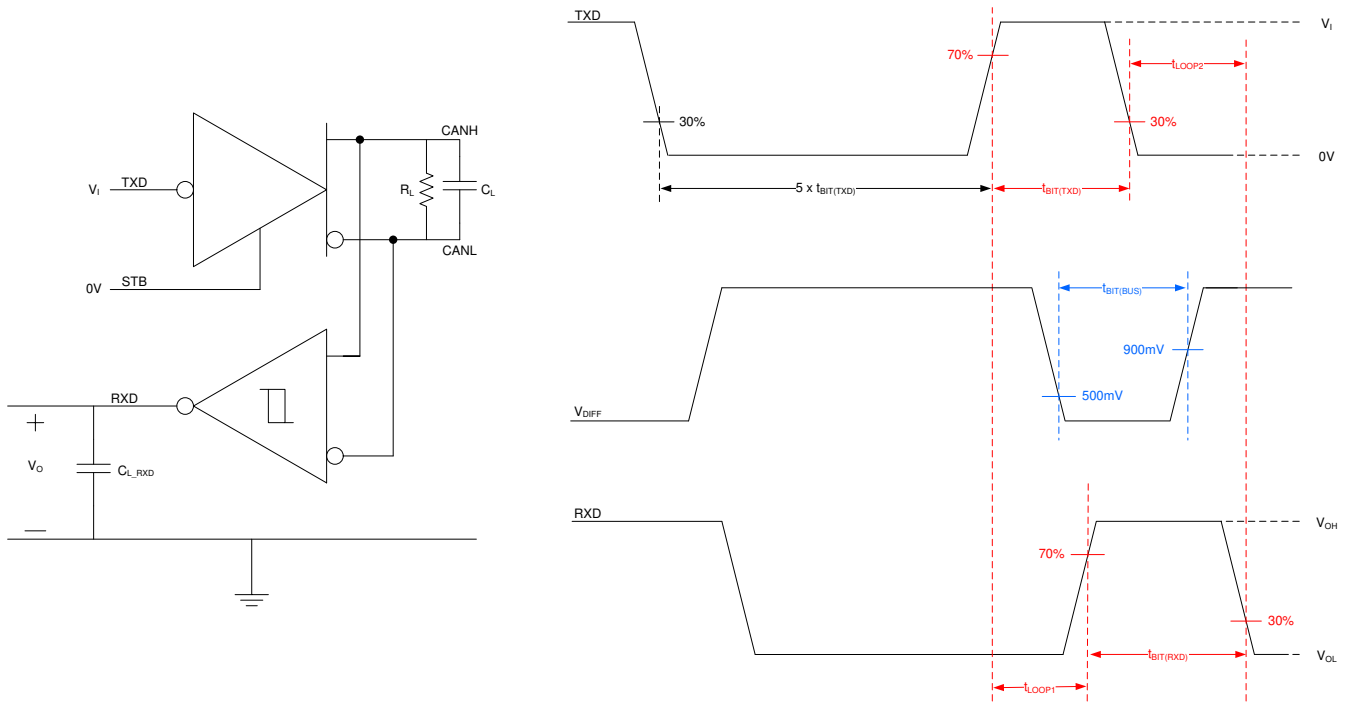 TXD
V_I
70%
t_LOOP2
30%
30%
0V
5 x t_BIT(TXD)
t_BIT(TXD)
CANH
V_I
TXD
R_L
C_L
CANL
0V
STB
t_BIT(BUS)
900mV
500mV
V_DIFF
RXD
+
V_O
C_L_RXD
—
RXD
V_OH
70%
30%
t_BIT(RXD)
V_OL
t_LOOP1